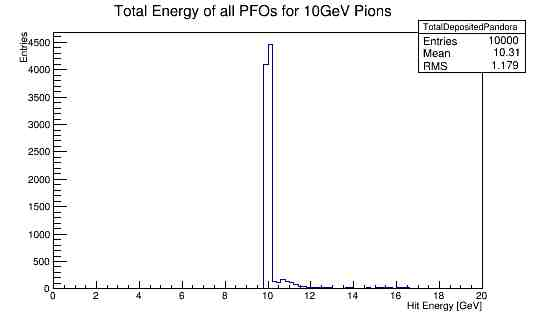 Total Energy of all PFOs for 10GeV Pions
TotalDepositedPandora
Entries 10000
Mean 10.31
RMS 1.179
Entries
4500
4000
3500
3000
2500
2000
1500
1000
500
0
0 2 4 6 8 10 12 14 16 18 20
Hit Energy [GeV]